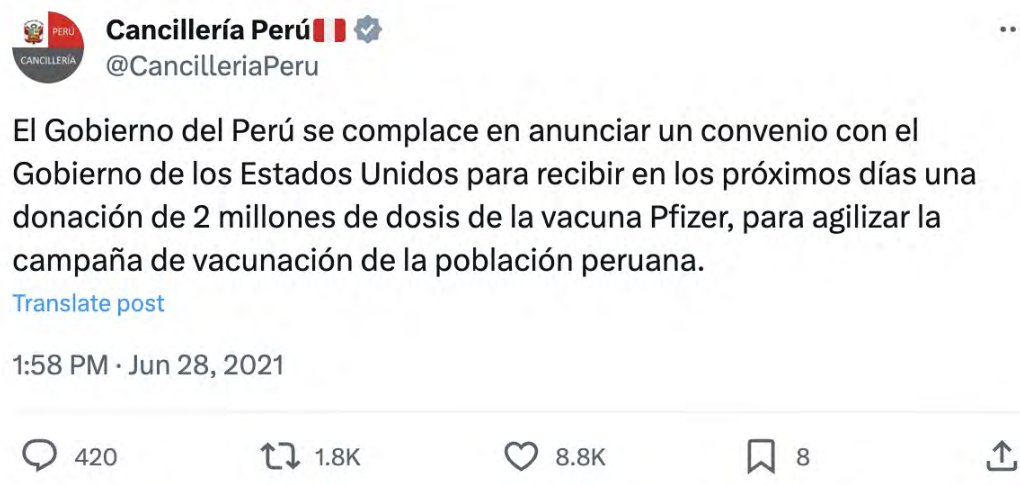 PERÚ
CANCILLERÍA
Cancillería Perú🇵🇪
@CancilleriaPeru
El Gobierno del Perú se complace en anunciar un convenio con el
Gobierno de los Estados Unidos para recibir en los próximos días una
donación de 2 millones de dosis de la vacuna Pfizer, para agilizar la
campaña de vacunación de la población peruana.
Translate post
1:58 PM · Jun 28, 2021
420 1.8K 8.8K 8